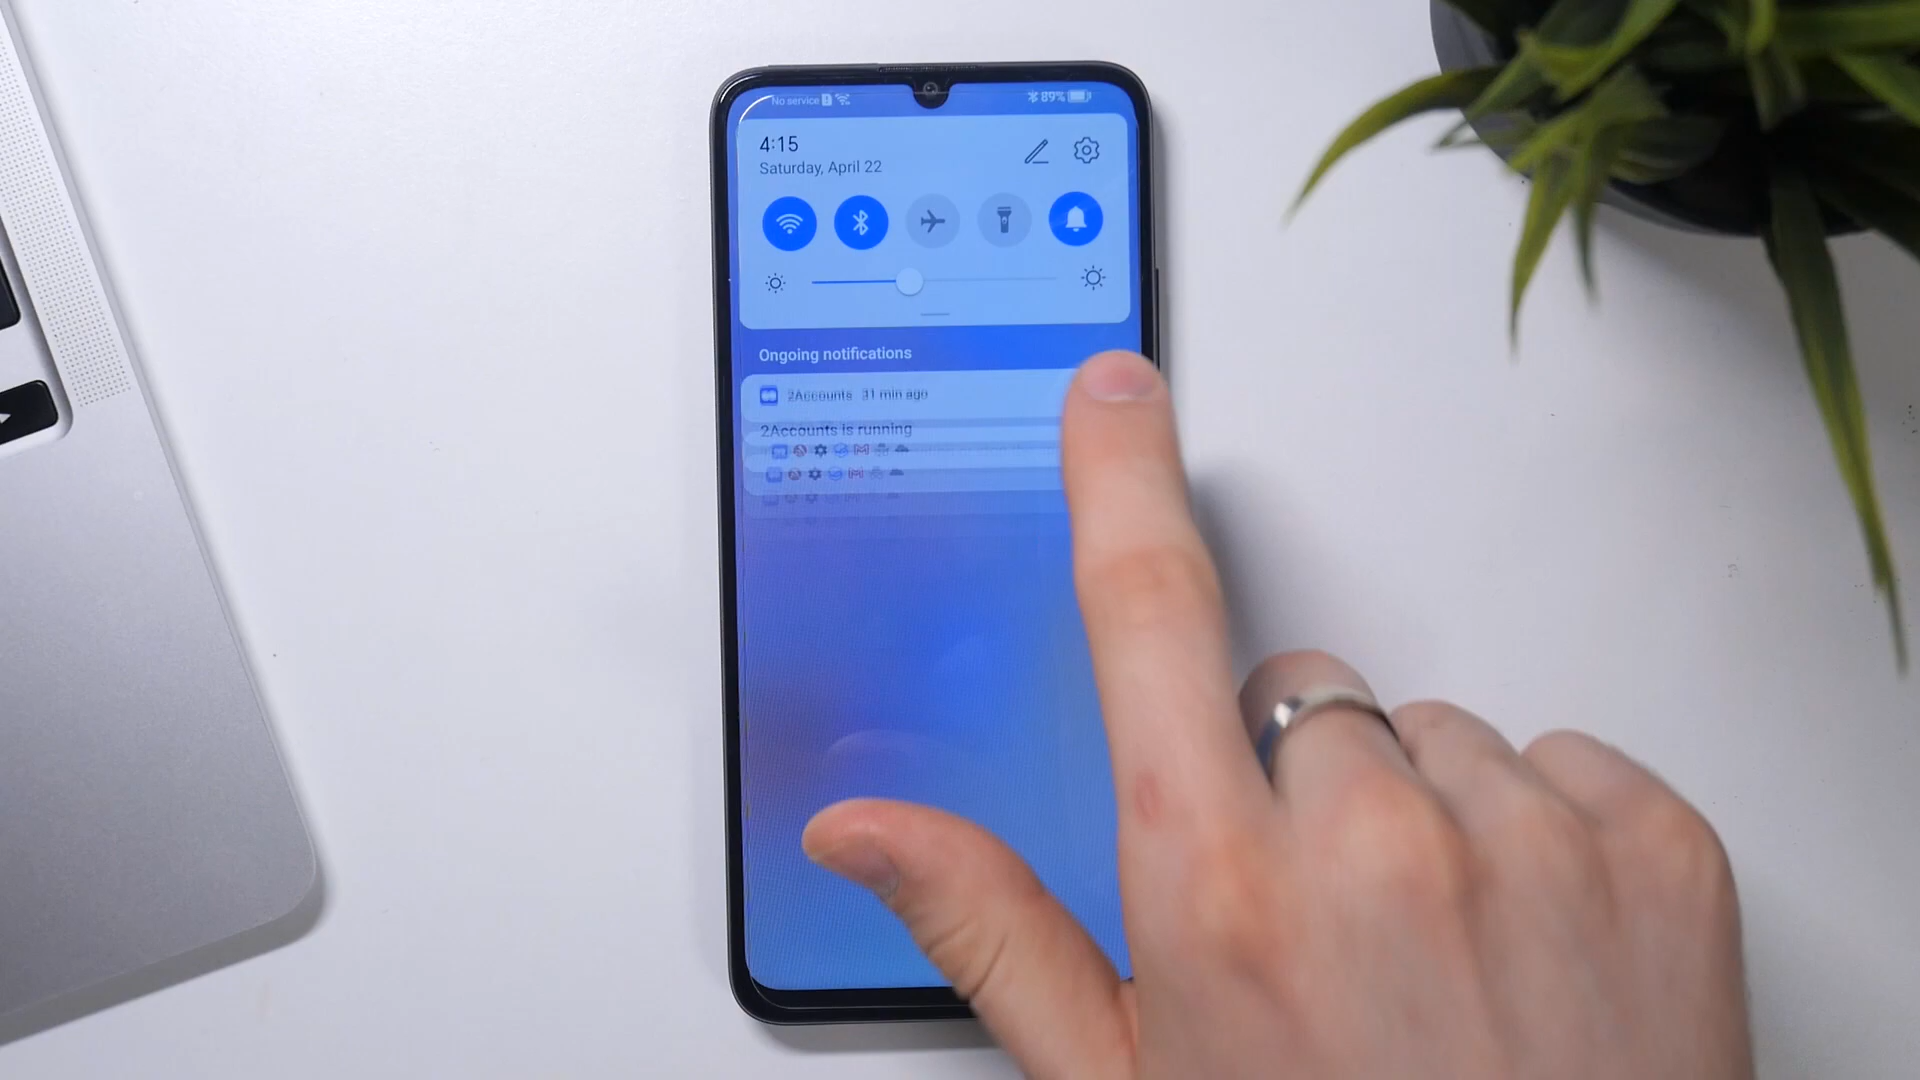 No service
89%
4:15
Saturday, April 22
Ongoing notifications
2Accounts 31 min ago
2Accounts is running